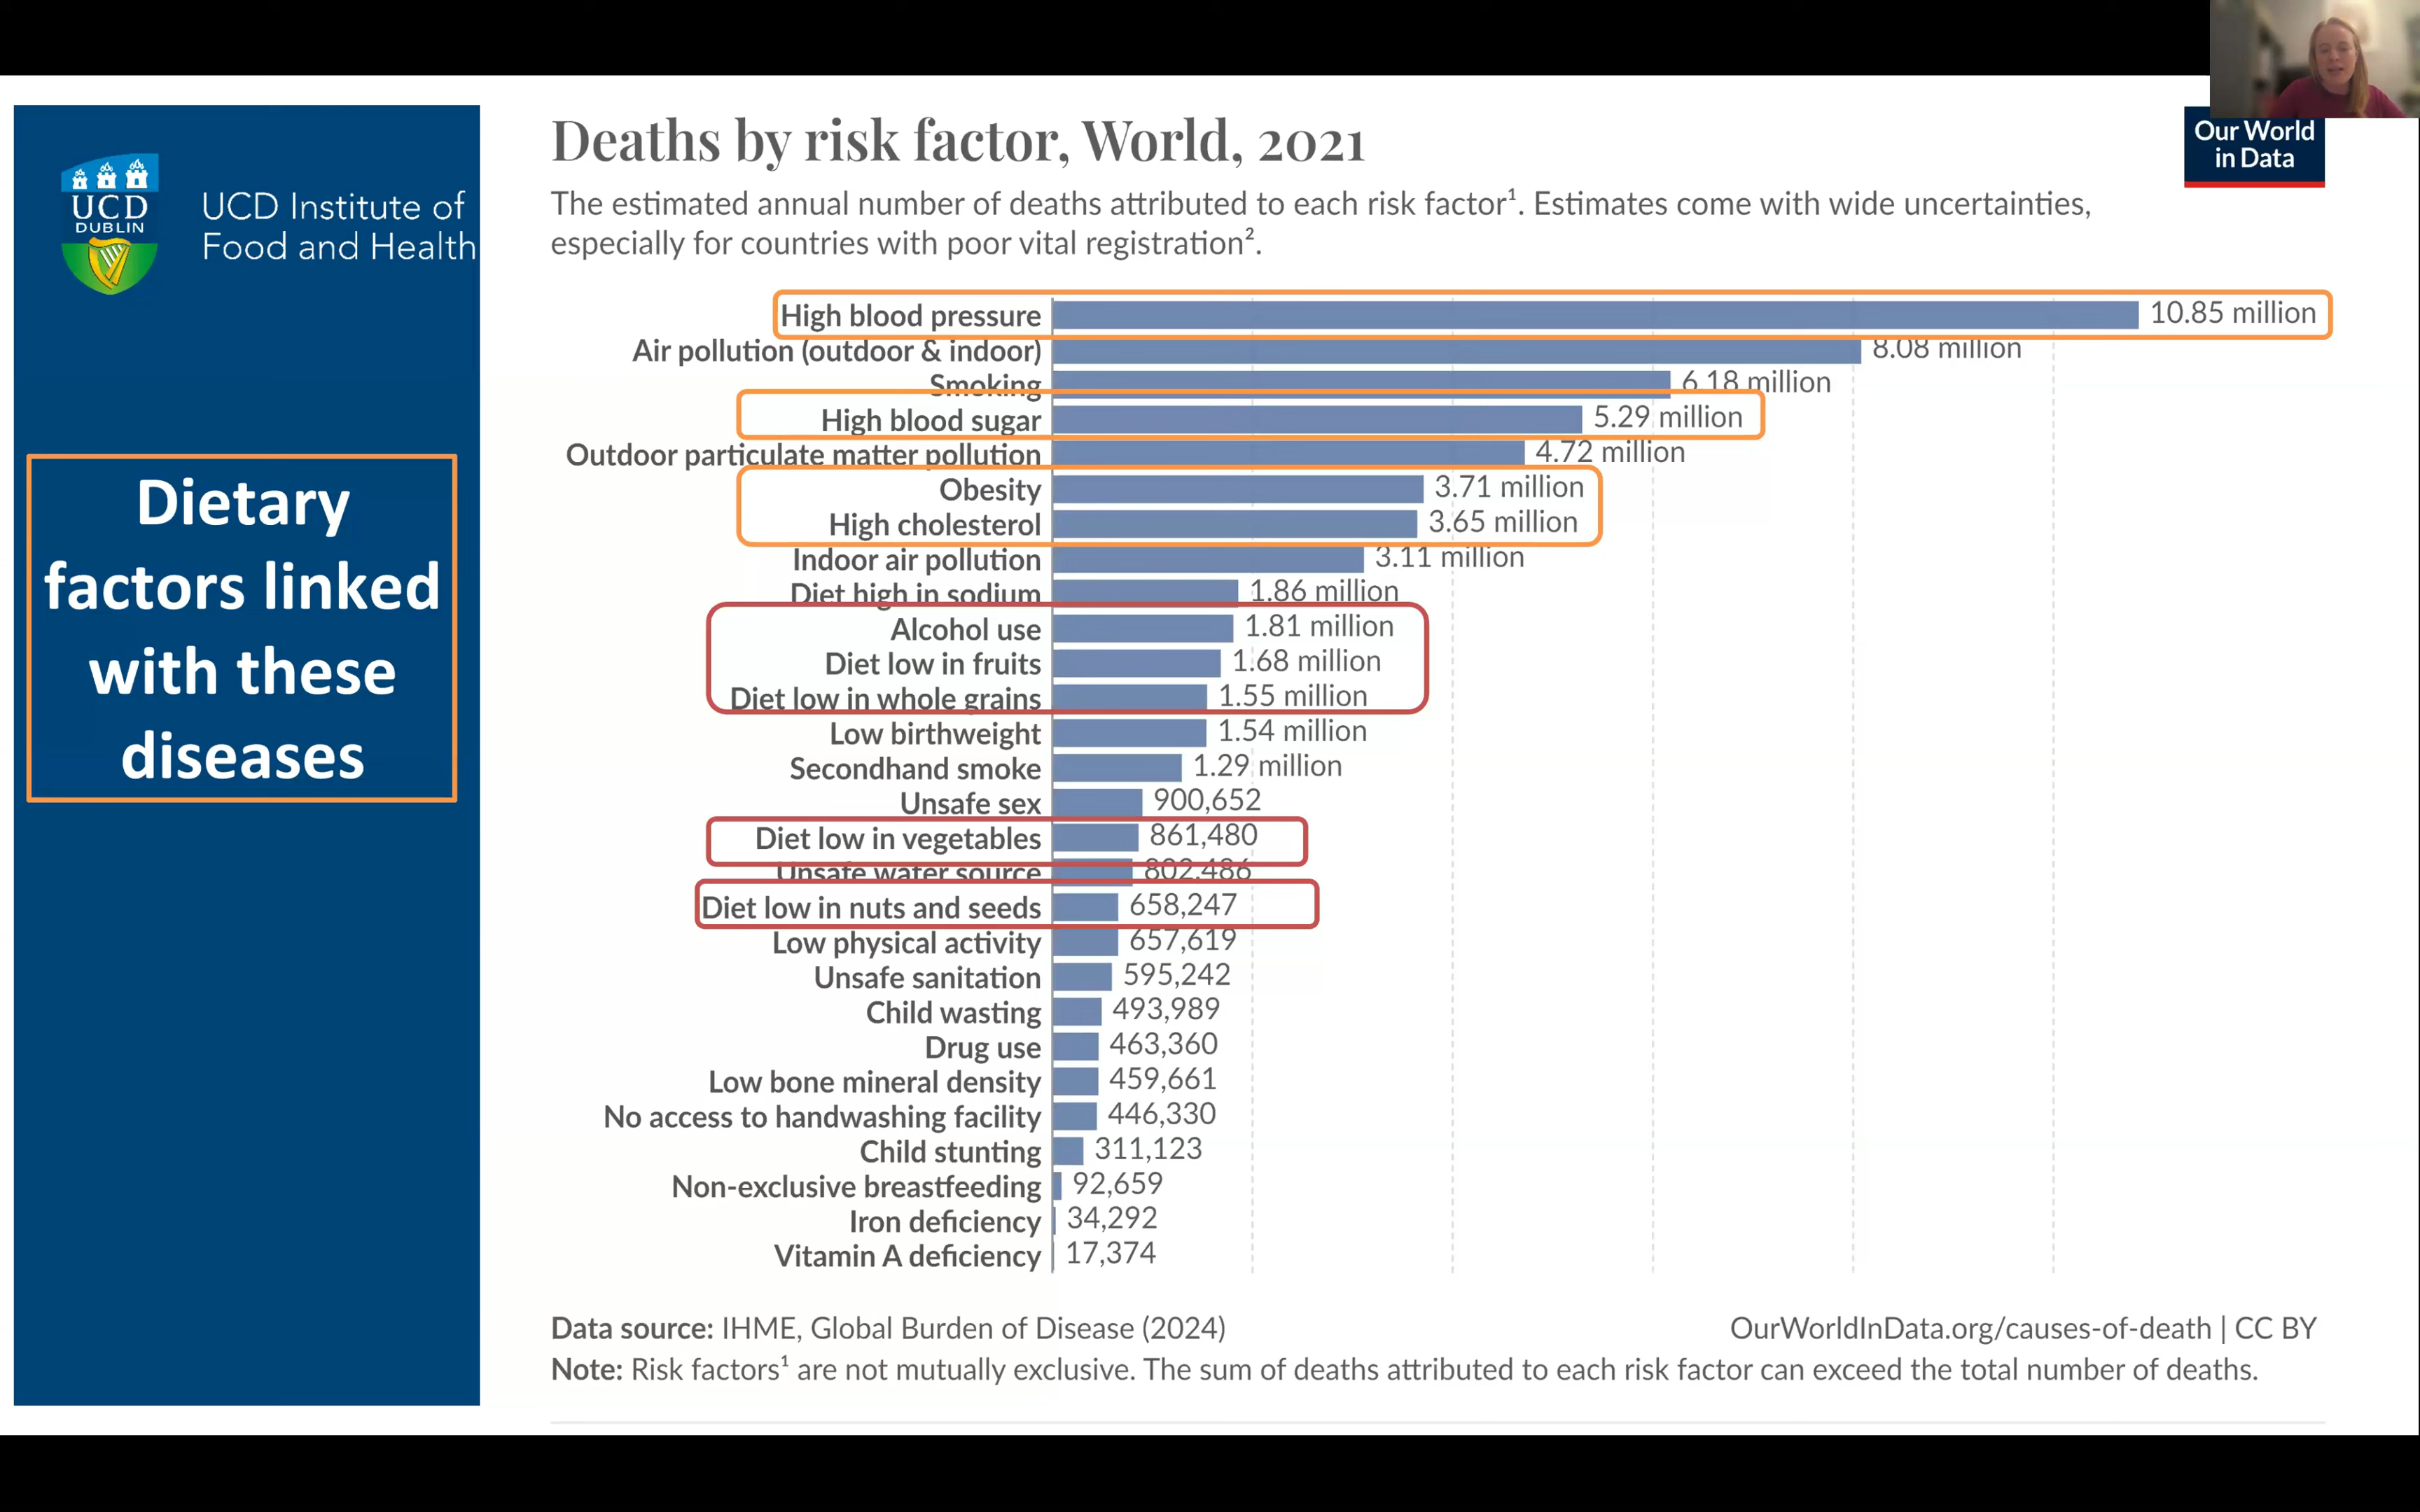 UCD
DUBLIN
UCD Institute of
Food and Health
Dietary
factors linked
with these
diseases
Deaths by risk factor, World, 2021
Our World
in Data
The estimated annual number of deaths attributed to each risk factor¹. Estimates come with wide uncertainties,
especially for countries with poor vital registration².
High blood pressure 10.85 million
Air pollution (outdoor & indoor) 8.08 million
Smoking 6.18 million
High blood sugar 5.29 million
Outdoor particulate matter pollution 4.72 million
Obesity 3.71 million
High cholesterol 3.65 million
Indoor air pollution 3.11 million
Diet high in sodium 1.86 million
Alcohol use 1.81 million
Diet low in fruits 1.68 million
Diet low in whole grains 1.55 million
Low birthweight 1.54 million
Secondhand smoke 1.29 million
Unsafe sex 900,652
Diet low in vegetables 861,480
Unsafe water source 802,486
Diet low in nuts and seeds 658,247
Low physical activity 657,619
Unsafe sanitation 595,242
Child wasting 493,989
Drug use 463,360
Low bone mineral density 459,661
No access to handwashing facility 446,330
Child stunting 311,123
Non-exclusive breastfeeding 92,659
Iron deficiency 34,292
Vitamin A deficiency 17,374
Data source: IHME, Global Burden of Disease (2024)
OurWorldInData.org/causes-of-death | CC BY
Note: Risk factors¹ are not mutually exclusive. The sum of deaths attributed to each risk factor can exceed the total number of deaths.